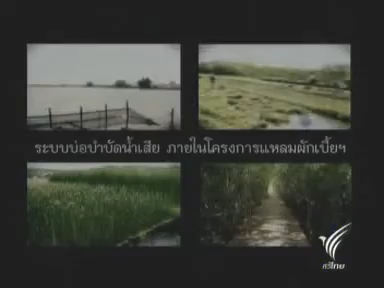 ระบบบ่อบำบัดน้ำเสีย ภายในโครงการแหลมผักเบี้ยฯ
ศรีไทย